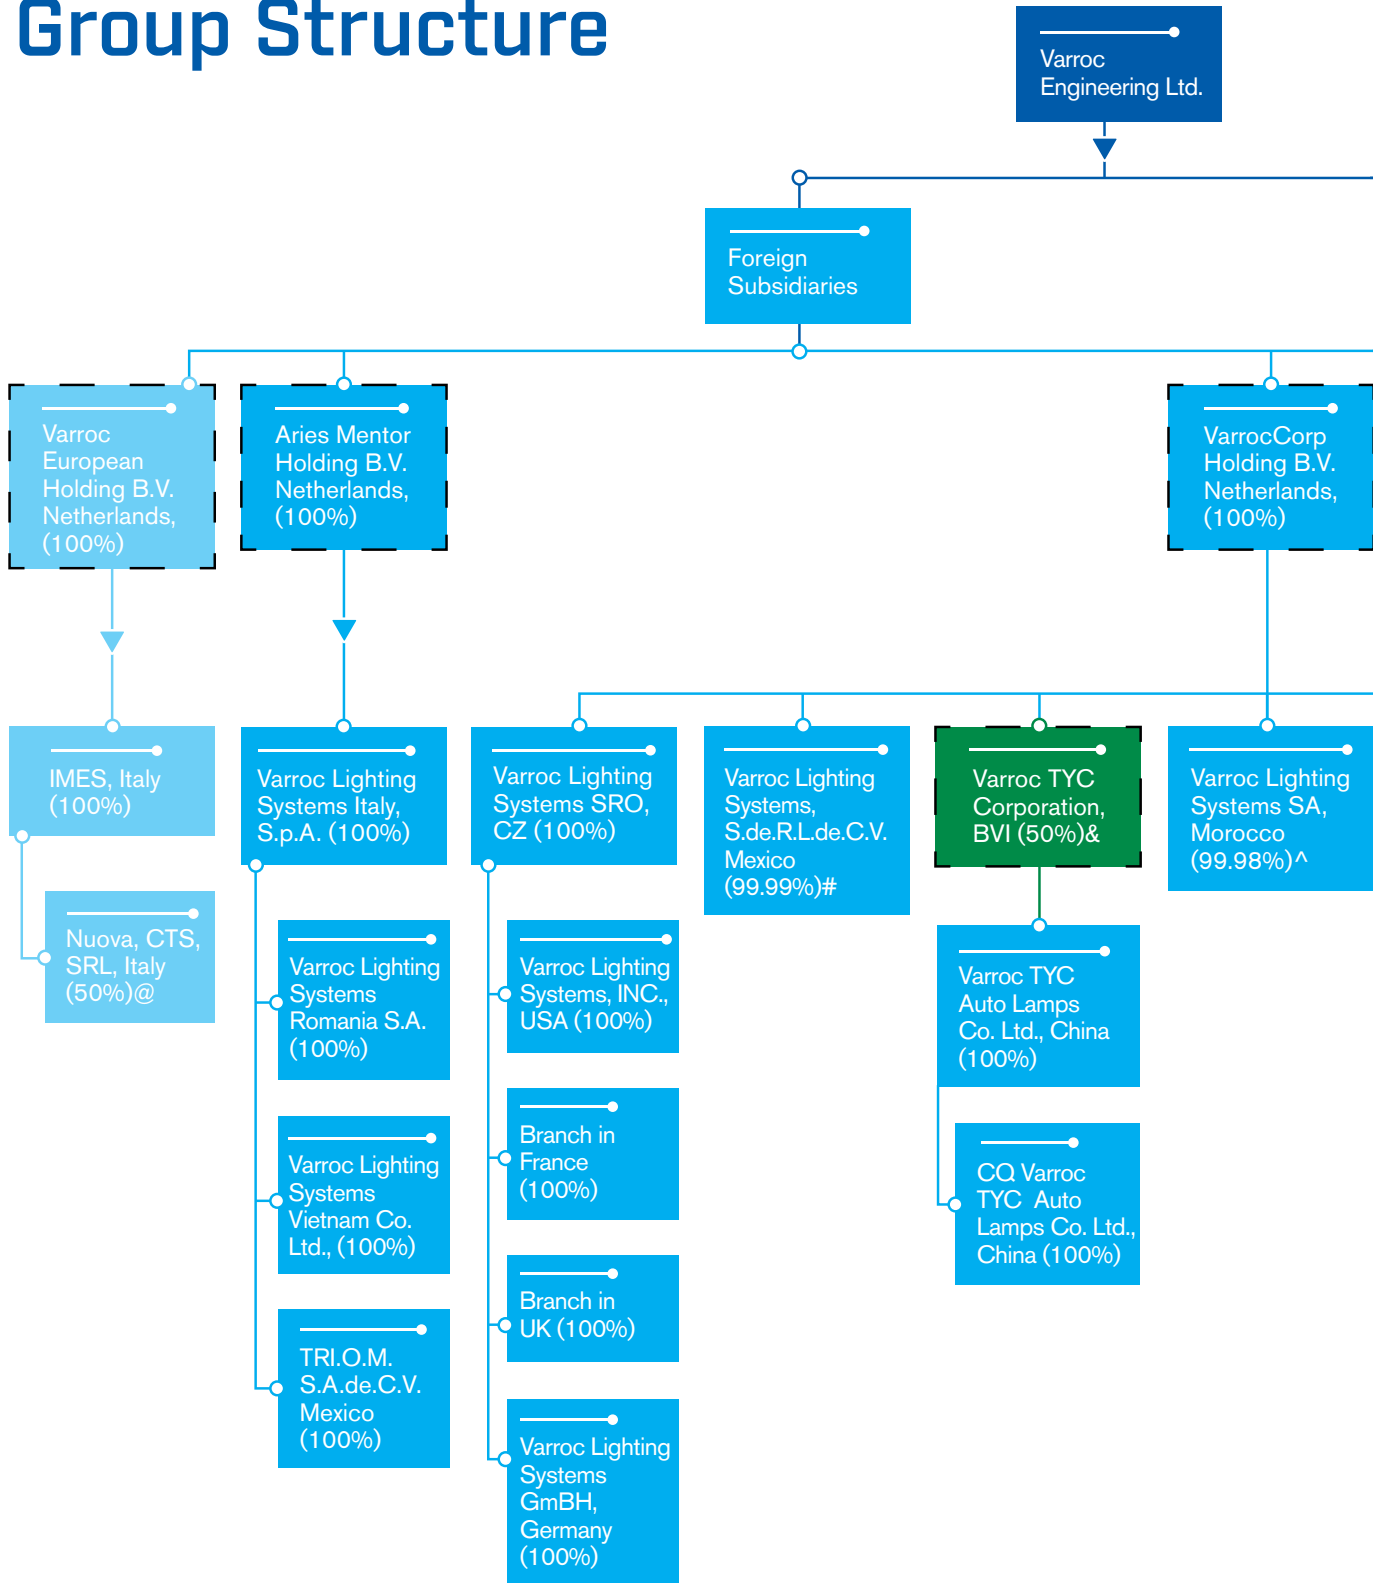 Group Structure
Varroc
Engineering Ltd.
Foreign
Subsidiaries
Varroc
European
Holding B.V.
Netherlands,
(100%)
Aries Mentor
Holding B.V.
Netherlands,
(100%)
VarrocCorp
Holding B.V.
Netherlands,
(100%)
IMES, Italy
(100%)
Nuova, CTS,
SRL, Italy
(50%)@
Varroc Lighting
Systems Italy,
S.p.A. (100%)
Varroc Lighting
Systems
Romania S.A.
(100%)
Varroc Lighting
Systems
Vietnam Co.
Ltd., (100%)
TRI.O.M.
S.A.de.C.V.
Mexico
(100%)
Varroc Lighting
Systems SRO,
CZ (100%)
Varroc Lighting
Systems, INC.,
USA (100%)
Branch in
France
(100%)
Branch in
UK (100%)
Varroc Lighting
Systems
GmBH,
Germany
(100%)
Varroc Lighting
Systems,
S.de.R.L.de.C.V.
Mexico
(99.99%)#
Varroc TYC
Corporation,
BVI (50%)&
Varroc TYC
Auto Lamps
Co. Ltd., China
(100%)
CQ Varroc
TYC  Auto
Lamps Co. Ltd.,
China (100%)
Varroc Lighting
Systems SA,
Morocco
(99.98%)^